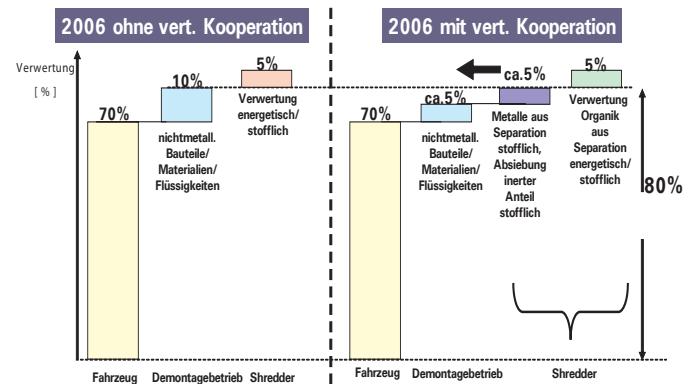 2006 ohne vert. Kooperation
2006 mit vert. Kooperation
Verwertung
[ % ]
70%
10%
nichtmetall.
Bauteile/
Materialien/
Flüssigkeiten
5%
Verwertung
energetisch/
stofflich
70%
ca.5%
nichtmetall.
Bauteile/
Materialien/
Flüssigkeiten
ca.5%
Metalle aus
Separation
stofflich,
Absiebung
inerter
Anteil
stofflich
5%
Verwertung
Organik
aus
Separation
energetisch/
stofflich
80%
Fahrzeug Demontagebetrieb Shredder
Fahrzeug Demontagebetrieb Shredder